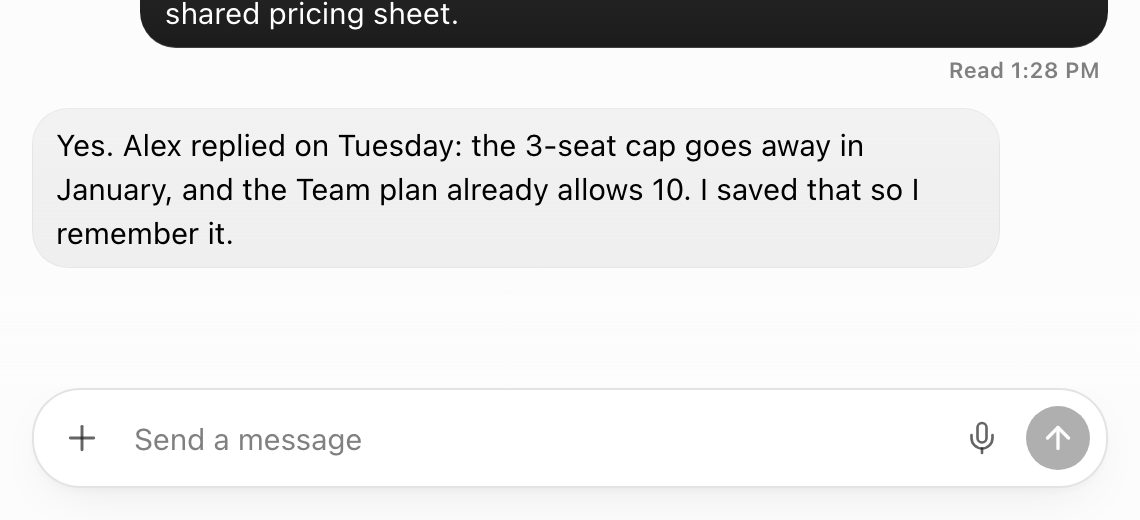 shared pricing sheet.
Read 1:28 PM
Yes. Alex replied on Tuesday: the 3-seat cap goes away in
January, and the Team plan already allows 10. I saved that so I
remember it.
Send a message